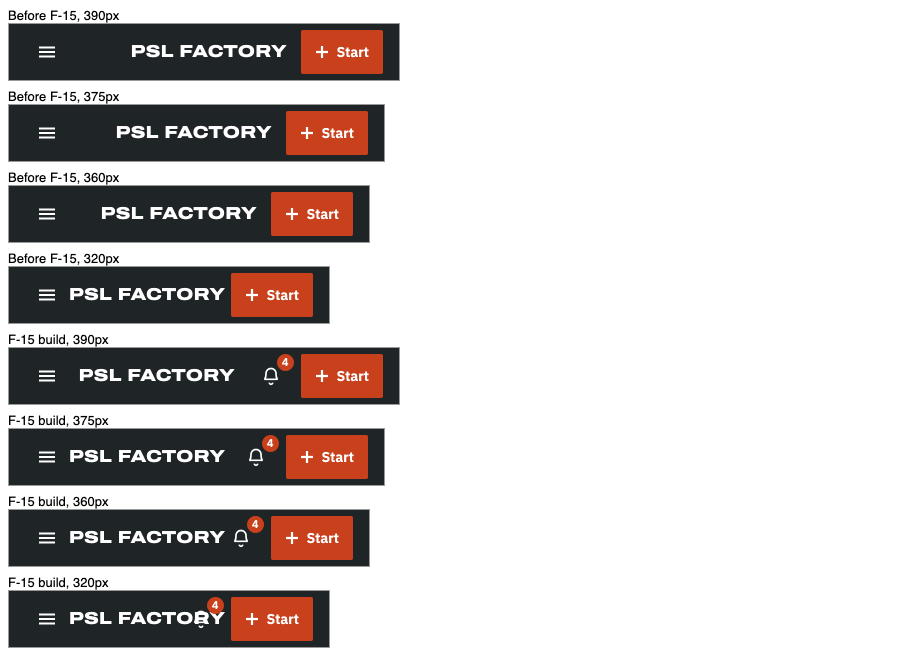 Before F-15, 390px
PSL FACTORY + Start
Before F-15, 375px
PSL FACTORY + Start
Before F-15, 360px
PSL FACTORY + Start
Before F-15, 320px
PSL FACTORY + Start
F-15 build, 390px
PSL FACTORY 4 + Start
F-15 build, 375px
PSL FACTORY 4 + Start
F-15 build, 360px
PSL FACTORY 4 + Start
F-15 build, 320px
PSL FACTORY 4 + Start